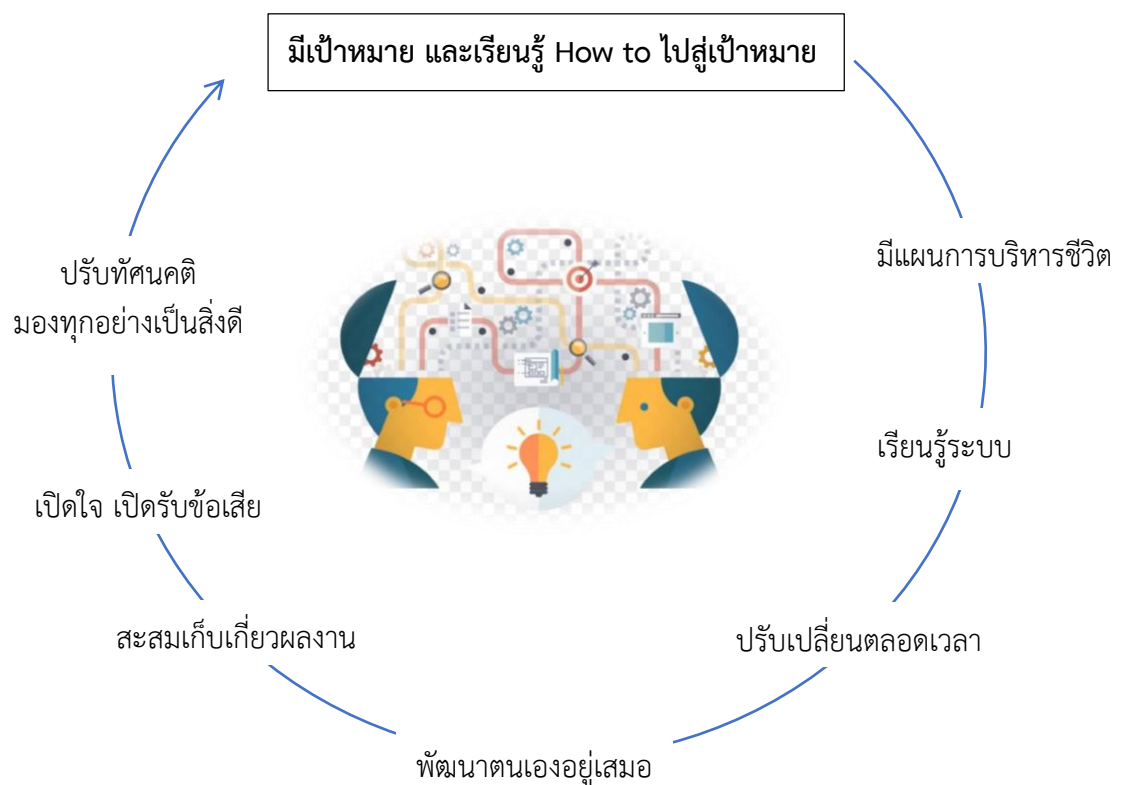 มีเป้าหมาย และเรียนรู้ How to ไปสู่เป้าหมาย
มีแผนการบริหารชีวิต
เรียนรู้ระบบ
ปรับเปลี่ยนตลอดเวลา
พัฒนาตนเองอยู่เสมอ
สะสมเก็บเกี่ยวผลงาน
เปิดใจ เปิดรับข้อเสีย
ปรับทัศนคติ
มองทุกอย่างเป็นสิ่งดี